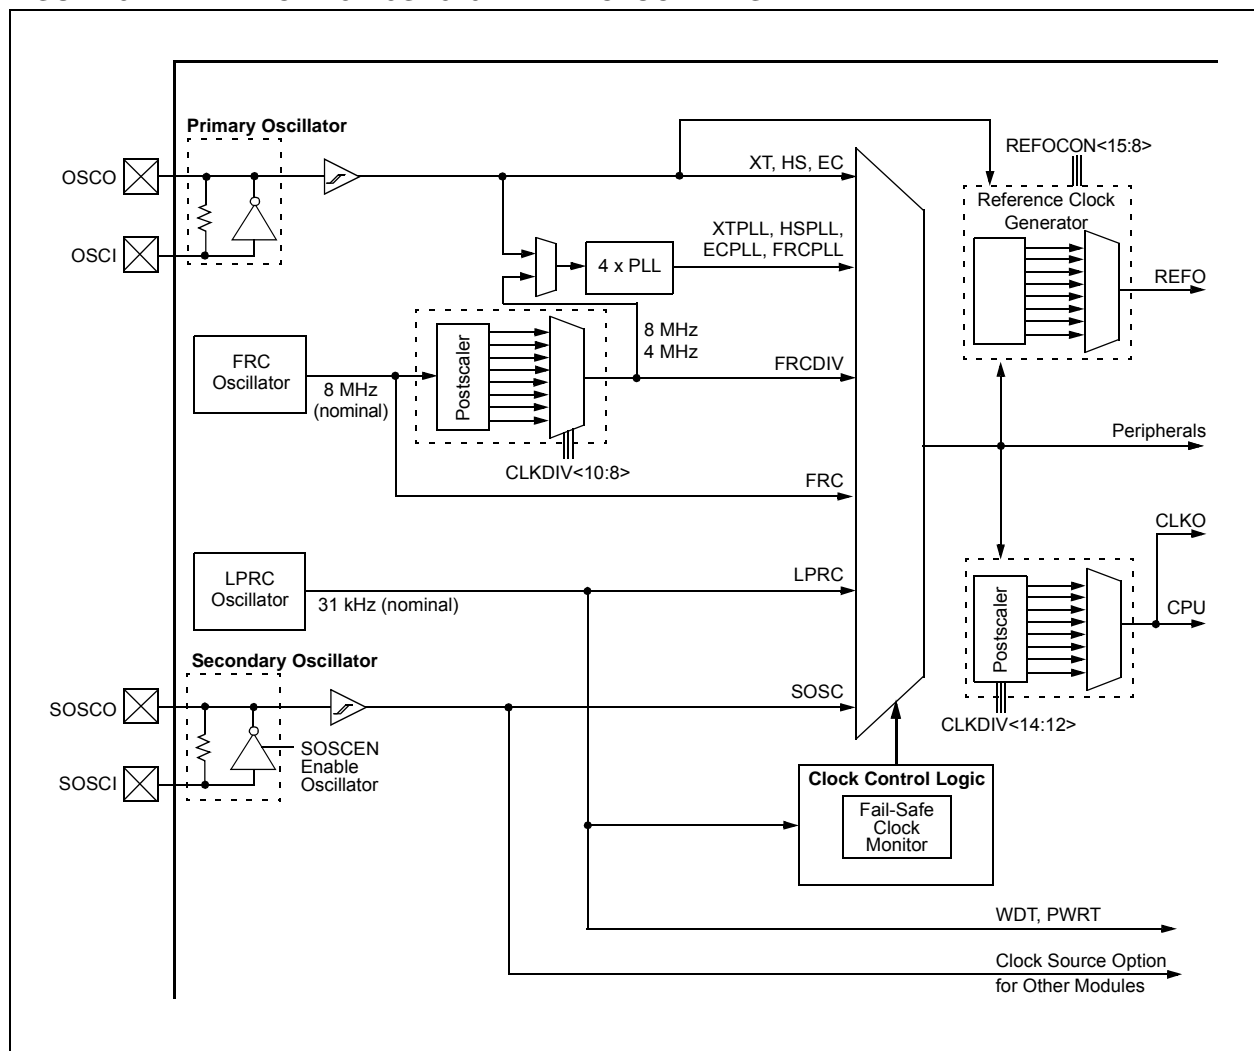 Primary Oscillator
OSCO
OSCI
XT, HS, EC
REFOCON<15:8>
Reference Clock
Generator
REFO
XTPLL, HSPLL,
ECPLL, FRCPLL
4 x PLL
8 MHz
4 MHz
FRC
Oscillator
8 MHz
(nominal)
Postscaler
CLKDIV<10:8>
FRCDIV
Peripherals
FRC
CLKO
LPRC
Oscillator
31 kHz (nominal)
LPRC
CPU
Postscaler
CLKDIV<14:12>
Secondary Oscillator
SOSCO
SOSCI
SOSCEN
Enable
Oscillator
SOSC
Clock Control Logic
Fail-Safe
Clock
Monitor
WDT, PWRT
Clock Source Option
for Other Modules